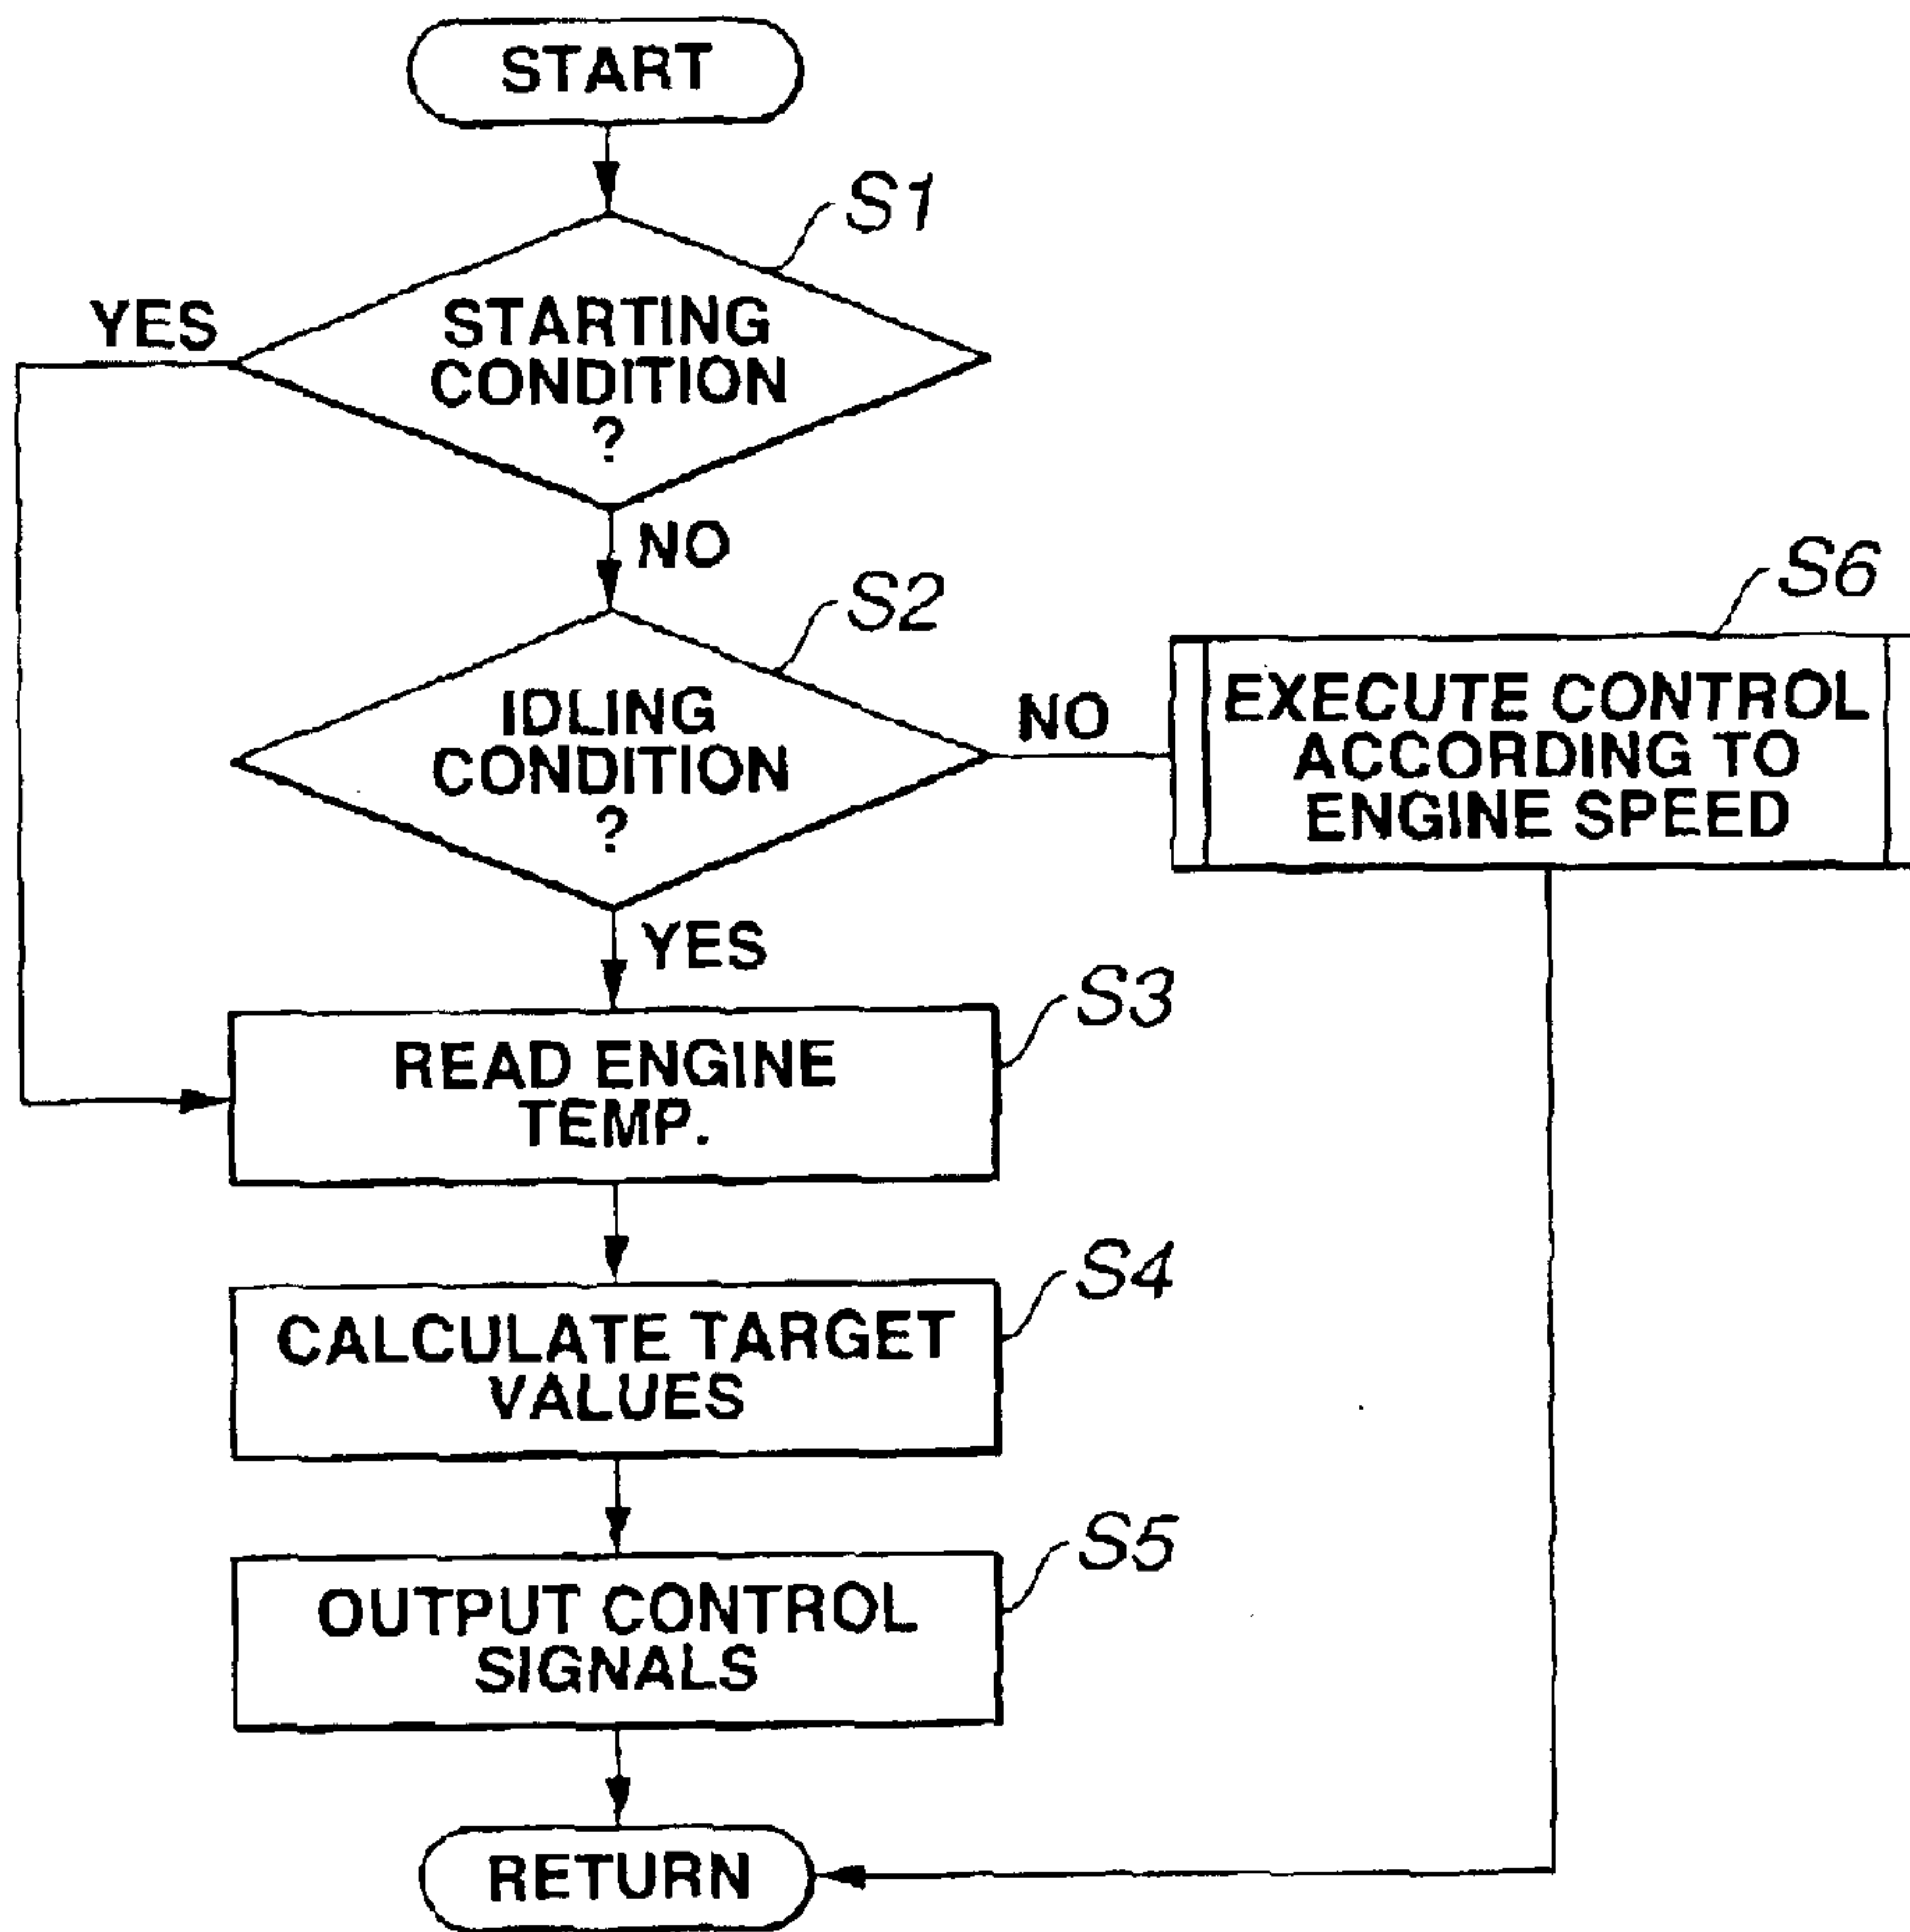 START
S1
YES
STARTING
CONDITION
?
NO
S2
S6
IDLING
CONDITION
?
NO
EXECUTE CONTROL
ACCORDING TO
ENGINE SPEED
YES
S3
READ ENGINE
TEMP.
S4
CALCULATE TARGET
VALUES
S5
OUTPUT CONTROL
SIGNALS
RETURN